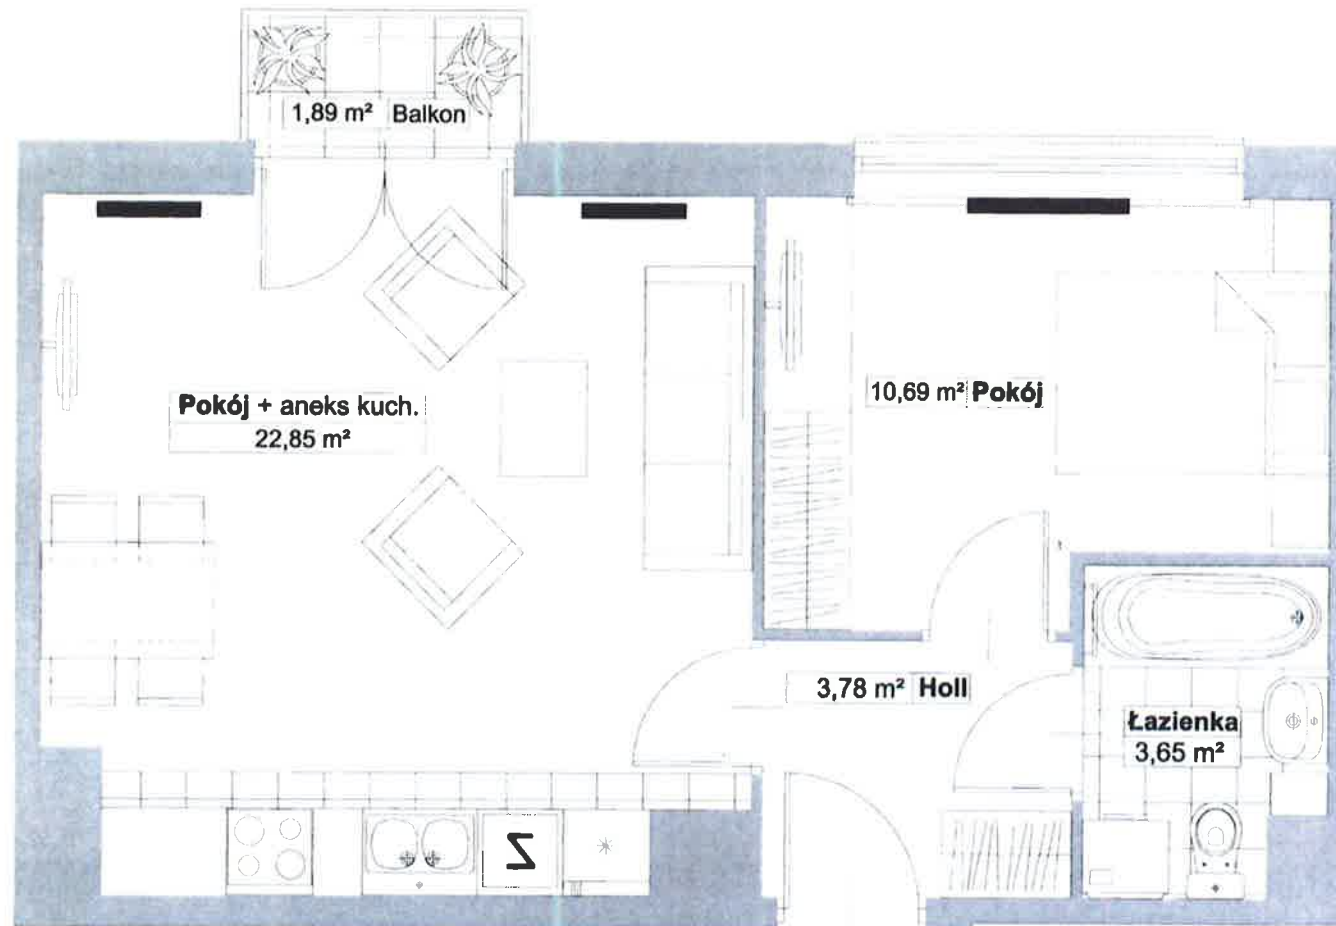 1,89 m² Balkon
Pokój + aneks kuch.
22,85 m²
10,69 m² Pokój
3,78 m² Holl
Łazienka
3,65 m²
Z